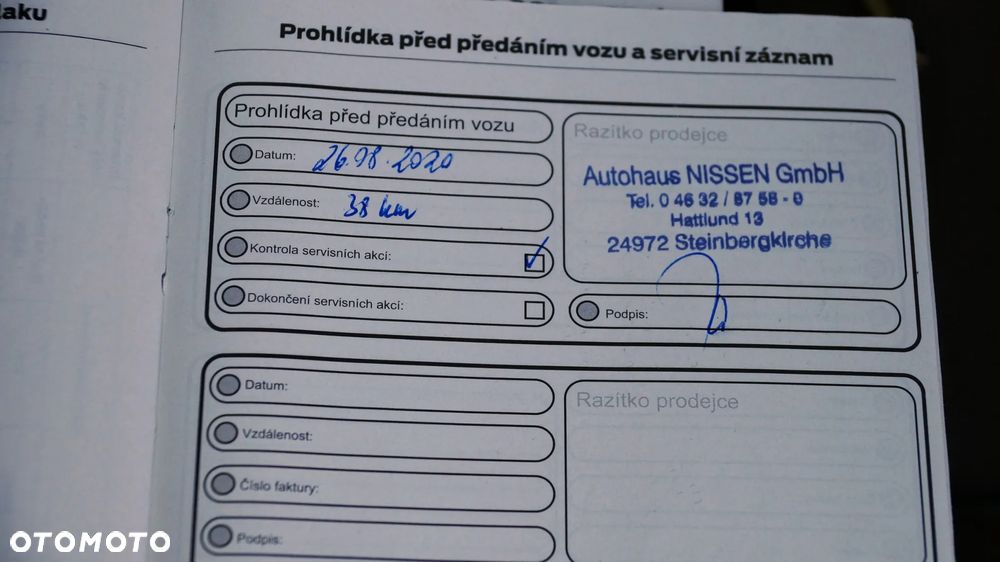 laku
Prohlídka před předáním vozu a servisní záznam
Prohlídka před předáním vozu
Datum: 26.08.2020
Vzdálenost: 38 km
Kontrola servisních akcí:
Dokončení servisních akcí:
Razítko prodejce
Autohaus NISSEN GmbH
Tel. 0 46 32 / 87 58 - 0
Hattlund 13
24972 Steinbergkirche
Podpis:
Datum:
Vzdálenost:
Číslo faktury:
Podpis:
Razítko prodejce
OTOMOTO